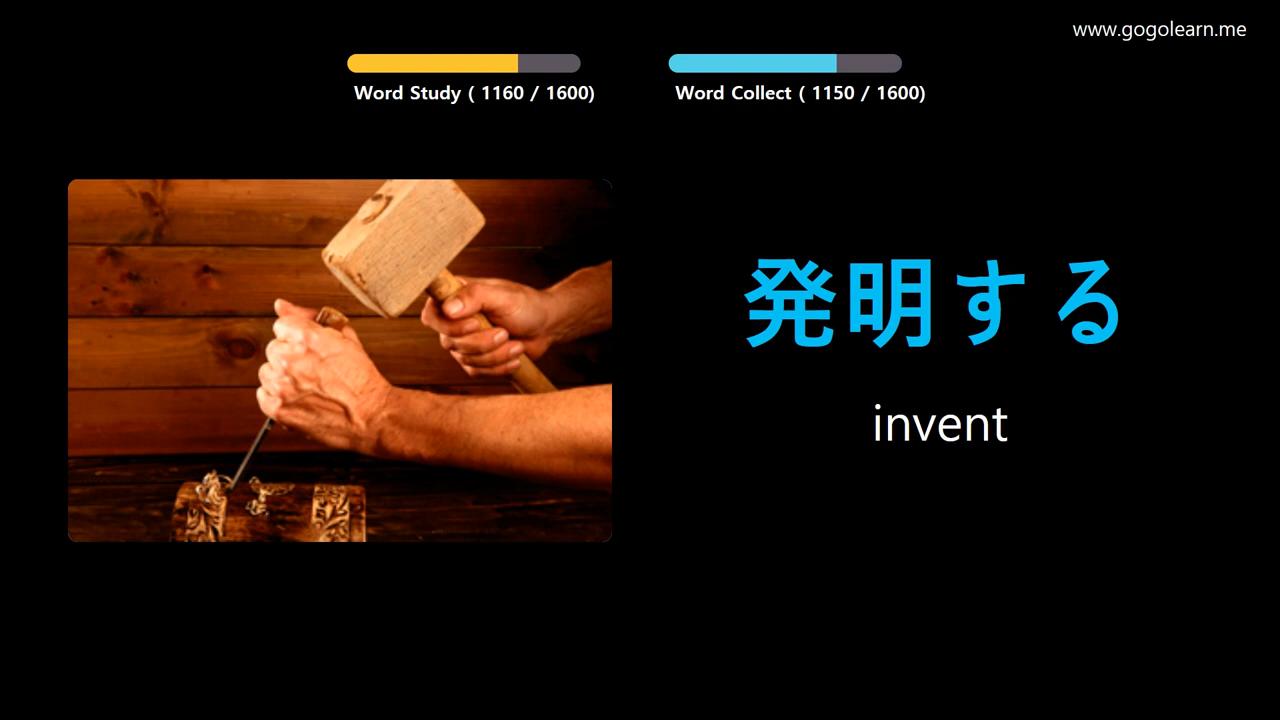 www.gogolearn.me
Word Study ( 1160 / 1600)
Word Collect ( 1150 / 1600)
発明する
invent